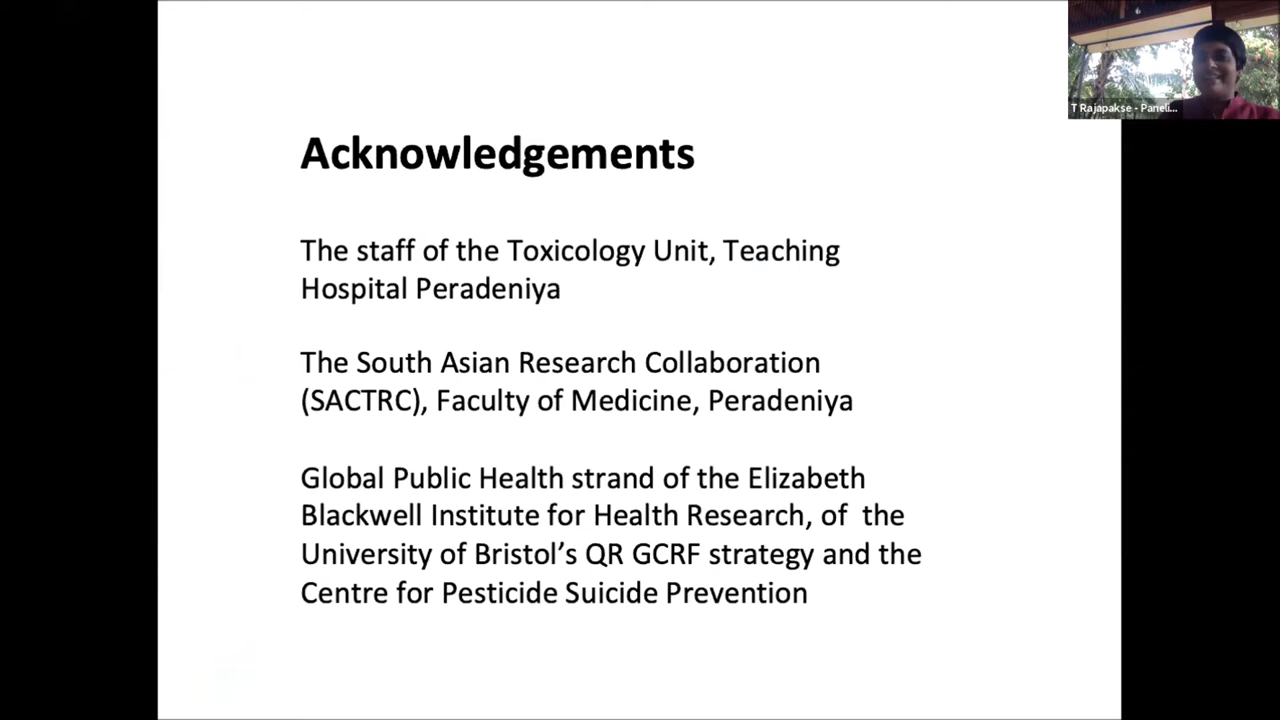 Acknowledgements
The staff of the Toxicology Unit, Teaching
Hospital Peradeniya
The South Asian Research Collaboration
(SACTRC), Faculty of Medicine, Peradeniya
Global Public Health strand of the Elizabeth
Blackwell Institute for Health Research, of  the
University of Bristol’s QR GCRF strategy and the
Centre for Pesticide Suicide Prevention
T Rajapakse - Paneli...